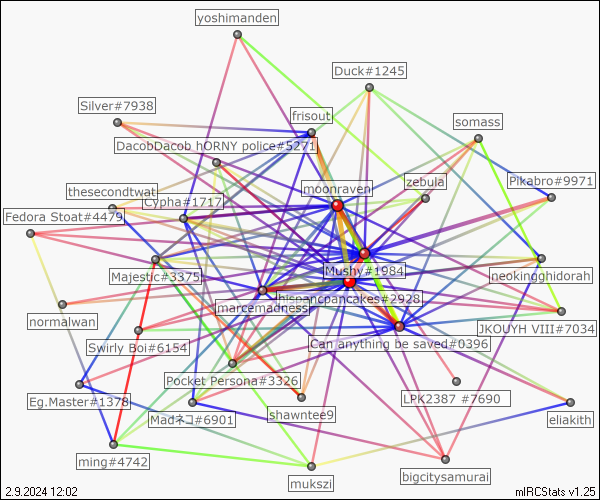 yoshimanden
Duck#1245
Silver#7938
frisout
somass
DacobDacob hORNY police#5271
thesecondtwat
moonraven
zebula
Pikabro#9971
Cypha#1717
Fedora Stoat#4479
Majestic#3375
Mushy#1984
neokingghidorah
hispancpancakes#2928
marcemadness
normalwan
JKOUYH VIII#7034
Swirly Boi#6154
Can anything be saved#0396
Pocket Persona#3326
Eg.Master#1378
LPK2387 #7690
Madネコ#6901
shawntee9
eliakith
ming#4742
mukszi
bigcitysamurai
2.9.2024 12:02
mIRCStats v1.25